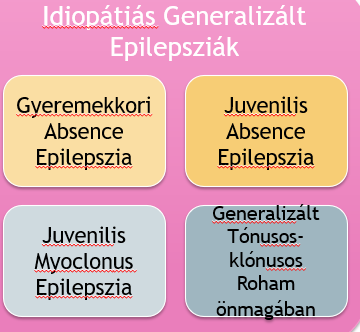 Idiopátiás Generalizált
Epilepsziák
Gyeremekkori
Absence
Epilepszia
Juvenilis
Absence
Epilepszia
Juvenilis
Myoclonus
Epilepszia
Generalizált
Tónusos-
klónusos
Roham
önmagában